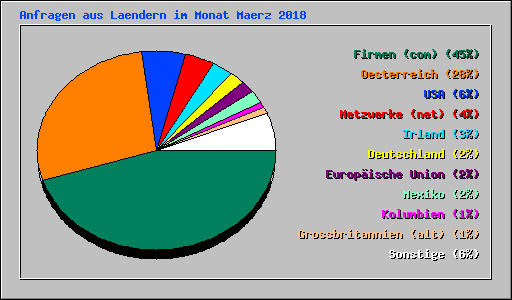 Anfragen aus Laendern im Monat Maerz 2018
Firmen (com) (45%)
Oesterreich (28%)
USA (6%)
Netzwerke (net) (4%)
Irland (3%)
Deutschland (2%)
Europäische Union (2%)
Mexiko (2%)
Kolumbien (1%)
Grossbritannien (alt) (1%)
Sonstige (6%)